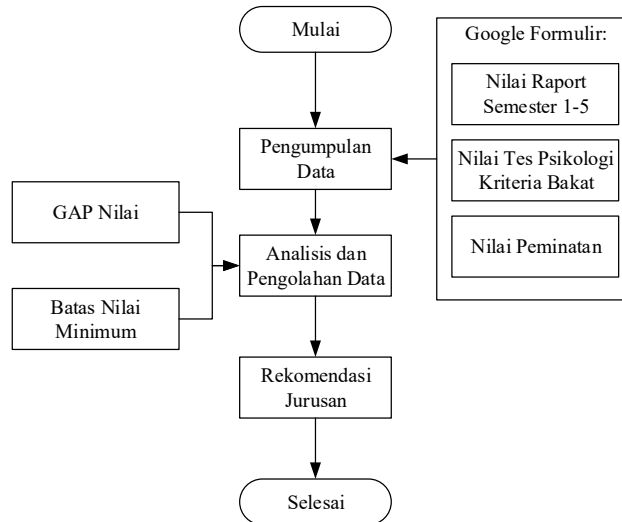 Mulai
Google Formulir:
Nilai Raport
Semester 1-5
Pengumpulan
Data
Nilai Tes Psikologi
Kriteria Bakat
GAP Nilai
Nilai Peminatan
Analisis dan
Pengolahan Data
Batas Nilai
Minimum
Rekomendasi
Jurusan
Selesai